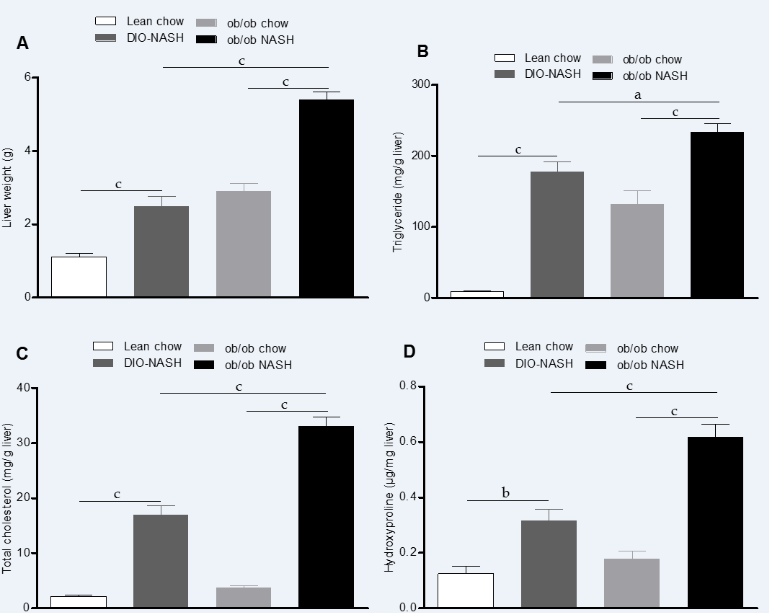 A
Lean chow
ob/ob chow
DIO-NASH
ob/ob NASH
Liver weight (g)
6
4
2
0
c
c
c
B
Lean chow
ob/ob chow
DIO-NASH
ob/ob NASH
Triglyceride (mg/g liver)
300
200
100
0
a
c
c
C
Lean chow
ob/ob chow
DIO-NASH
ob/ob NASH
Total cholesterol (mg/g liver)
40
30
20
10
0
c
c
c
D
Lean chow
ob/ob chow
DIO-NASH
ob/ob NASH
Hydroxyproline (µg/mg liver)
0.8
0.6
0.4
0.2
0.0
c
c
b